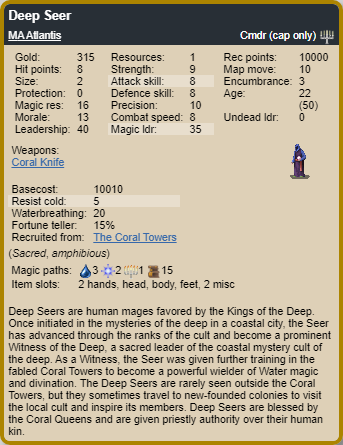 Deep Seer
MA Atlantis Cmdr (cap only)
Gold: 315 Resources: 1 Rec points: 10000
Hit points: 8 Strength: 9 Map move: 10
Size: 2 Attack skill: 8 Encumbrance: 3
Protection: 0 Defence skill: 8 Age: 22
Magic res: 16 Precision: 10 (50)
Morale: 13 Combat speed: 8 Undead ldr: 0
Leadership: 40 Magic ldr: 35
Weapons:
Coral Knife
Basecost: 10010
Resist cold: 5
Waterbreathing: 20
Fortune teller: 15%
Recruited from: The Coral Towers
(Sacred, amphibious)
Magic paths: 3 2 1 15
Item slots: 2 hands, head, body, feet, 2 misc
Deep Seers are human mages favored by the Kings of the Deep.
Once initiated in the mysteries of the deep in a coastal city, the Seer
has advanced through the ranks of the cult and become a prominent
Witness of the Deep, a sacred leader of the coastal mystery cult of
the deep. As a Witness, the Seer was given further training in the
fabled Coral Towers to become a powerful wielder of Water magic
and divination. The Deep Seers are rarely seen outside the Coral
Towers, but they sometimes travel to new-founded colonies to visit
the local cult and inspire its members. Deep Seers are blessed by
the Coral Queens and are given priestly authority over their human
kin.